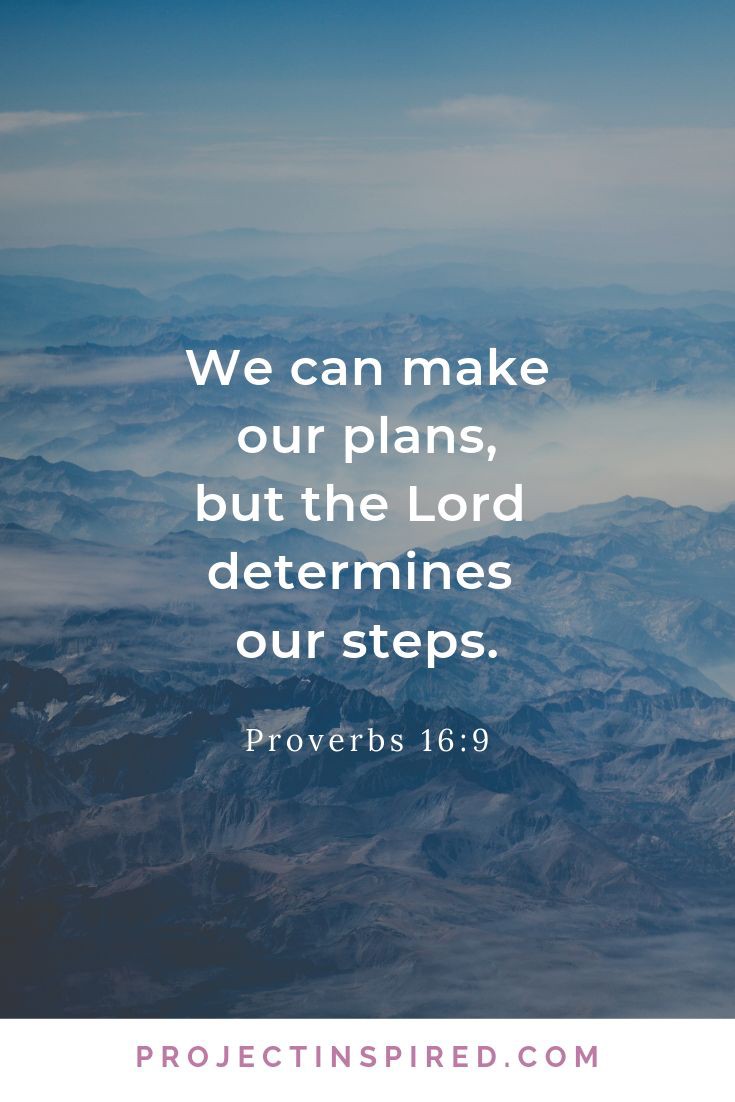 We can make
our plans,
but the Lord
determines
our steps.
Proverbs 16:9
PROJECTINSPIRED.COM